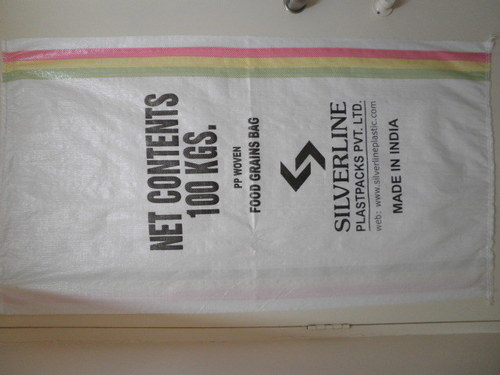 NET CONTENTS
100 KGS.
PP WOVEN
FOOD GRAINS BAG
SILVERLINE
PLASTPACKS PVT. LTD.
web: www.silverlineplastic.com
MADE IN INDIA